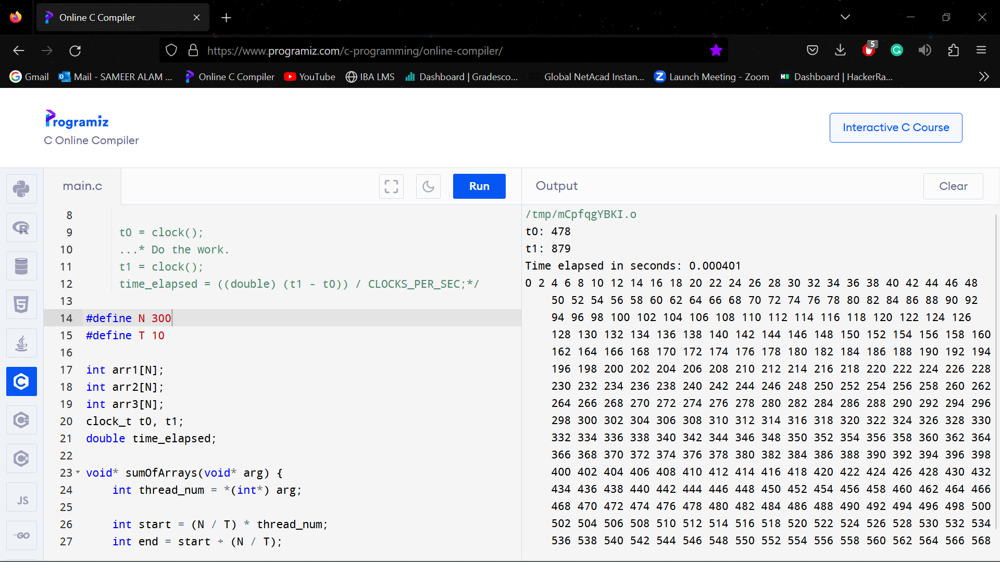 Online C Compiler
https://www.programiz.com/c-programming/online-compiler/
5
Gmail
Mail - SAMEER ALAM ...
Online C Compiler
YouTube
IBA LMS
Dashboard | Gradesco...
Global NetAcad Instan...
Launch Meeting - Zoom
Dashboard | HackerRa...
Programiz
C Online Compiler
Interactive C Course
main.c
Run
Output
Clear
8
9 t0 = clock();
10 ...* Do the work.
11 t1 = clock();
12 time_elapsed = ((double) (t1 - t0)) / CLOCKS_PER_SEC;*/
13
14 #define N 300
15 #define T 10
16
17 int arr1[N];
18 int arr2[N];
19 int arr3[N];
20 clock_t t0, t1;
21 double time_elapsed;
22
23 void* sumOfArrays(void* arg) {
24 int thread_num = *(int*) arg;
25
26 int start = (N / T) * thread_num;
27 int end = start + (N / T);
/tmp/mCpfqgYBKI.o
t0: 478
t1: 879
Time elapsed in seconds: 0.000401
0 2 4 6 8 10 12 14 16 18 20 22 24 26 28 30 32 34 36 38 40 42 44 46 48
50 52 54 56 58 60 62 64 66 68 70 72 74 76 78 80 82 84 86 88 90 92
94 96 98 100 102 104 106 108 110 112 114 116 118 120 122 124 126
128 130 132 134 136 138 140 142 144 146 148 150 152 154 156 158 160
162 164 166 168 170 172 174 176 178 180 182 184 186 188 190 192 194
196 198 200 202 204 206 208 210 212 214 216 218 220 222 224 226 228
230 232 234 236 238 240 242 244 246 248 250 252 254 256 258 260 262
264 266 268 270 272 274 276 278 280 282 284 286 288 290 292 294 296
298 300 302 304 306 308 310 312 314 316 318 320 322 324 326 328 330
332 334 336 338 340 342 344 346 348 350 352 354 356 358 360 362 364
366 368 370 372 374 376 378 380 382 384 386 388 390 392 394 396 398
400 402 404 406 408 410 412 414 416 418 420 422 424 426 428 430 432
434 436 438 440 442 444 446 448 450 452 454 456 458 460 462 464 466
468 470 472 474 476 478 480 482 484 486 488 490 492 494 496 498 500
502 504 506 508 510 512 514 516 518 520 522 524 526 528 530 532 534
536 538 540 542 544 546 548 550 552 554 556 558 560 562 564 566 568
JS
GO